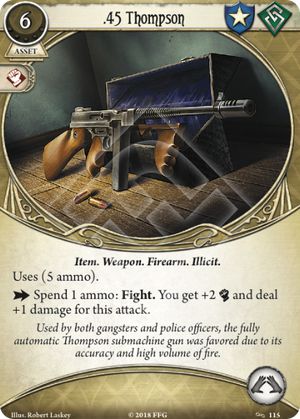 6
.45 Thompson
ASSET
Item. Weapon. Firearm. Illicit.
Uses (5 ammo).
Spend 1 ammo: Fight. You get +2 and deal
+1 damage for this attack.
Used by both gangsters and police officers, the fully
automatic Thompson submachine gun was favored due to its
accuracy and high volume of fire.
Illus. Robert Laskey
© 2018 FFG
115